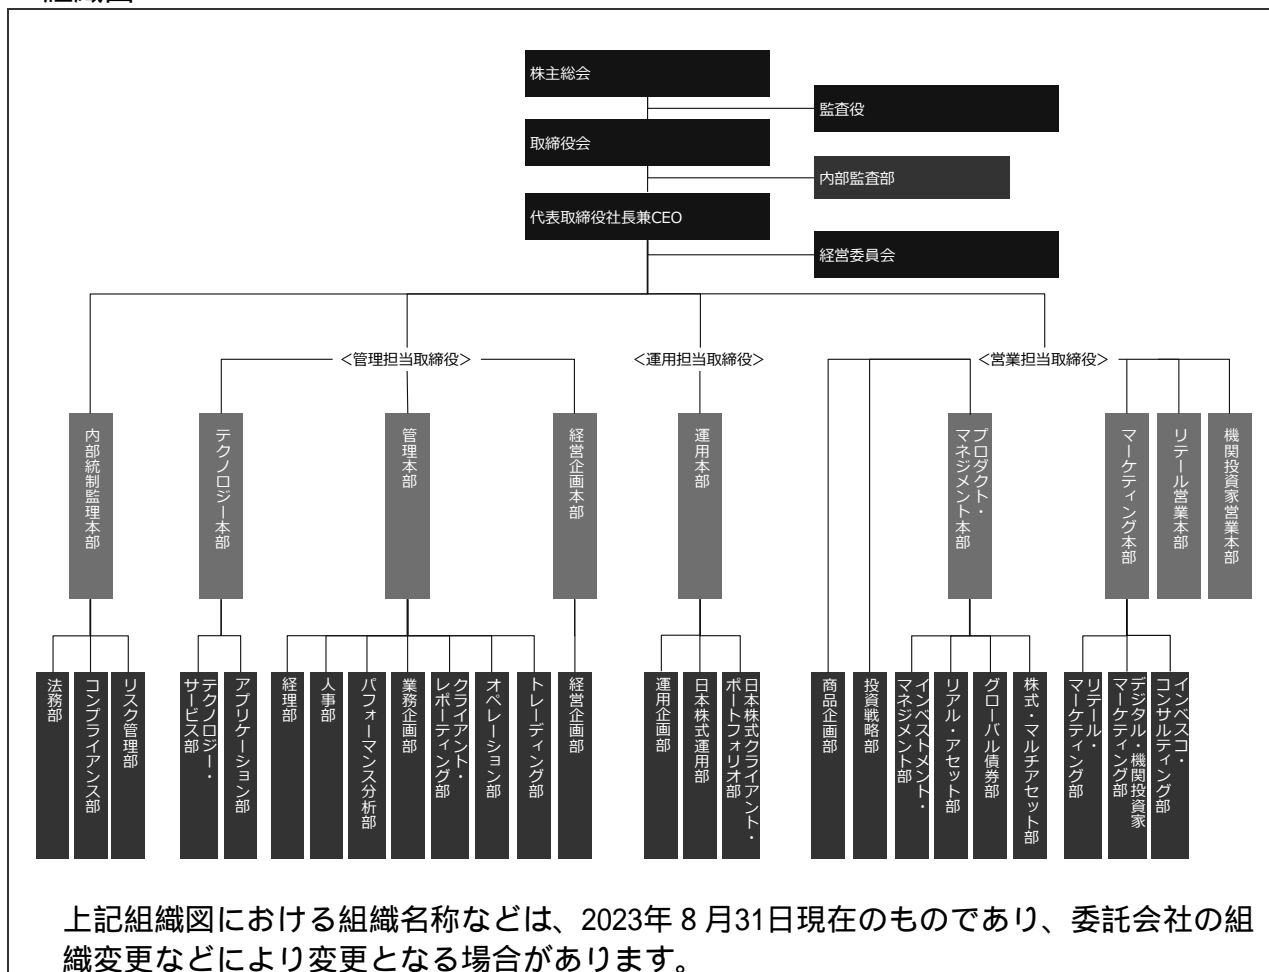 株主総会
監査役
取締役会
内部監査部
代表取締役社長兼CEO
経営委員会
＜管理担当取締役＞
＜運用担当取締役＞
＜営業担当取締役＞
内部統制監理本部
テクノロジー本部
管理本部
経営企画本部
運用本部
プロダクト・
マネジメント本部
マーケティング本部
リテール営業本部
機関投資家営業本部
法務部
コンプライアンス部
リスク管理部
テクノロジー・
サービス部
アプリケーション部
経理部
人事部
パフォーマンス分析部
業務企画部
クライアント・
レポーティング部
オペレーション部
トレーディング部
経営企画部
運用企画部
日本株式運用部
日本株式クライアント・
ポートフォリオ部
商品企画部
投資戦略部
インベストメント・
マネジメント部
リアル・アセット部
グローバル債券部
株式・マルチアセット部
リテール・
マーケティング部
デジタル・機関投資家
マーケティング部
インベスコ・
コンサルティング部
上記組織図における組織名称などは、2023年８月31日現在のものであり、委託会社の組
織変更などにより変更となる場合があります。